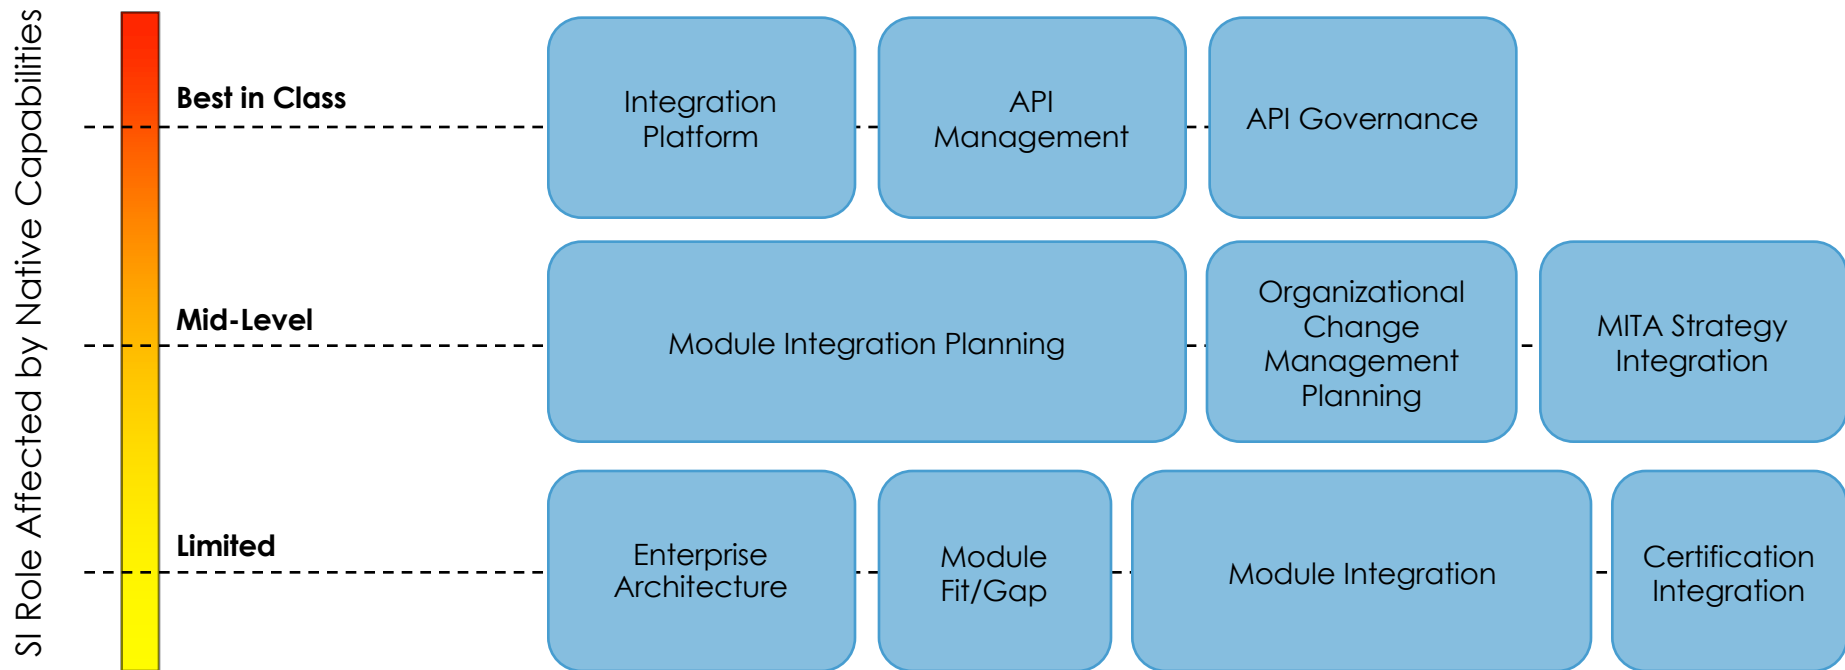 SI Role Affected by Native Capabilities
Best in Class
Integration
Platform
API
Management
API Governance
Mid-Level
Module Integration Planning
Organizational
Change
Management
Planning
MITA Strategy
Integration
Limited
Enterprise
Architecture
Module
Fit/Gap
Module Integration
Certification
Integration